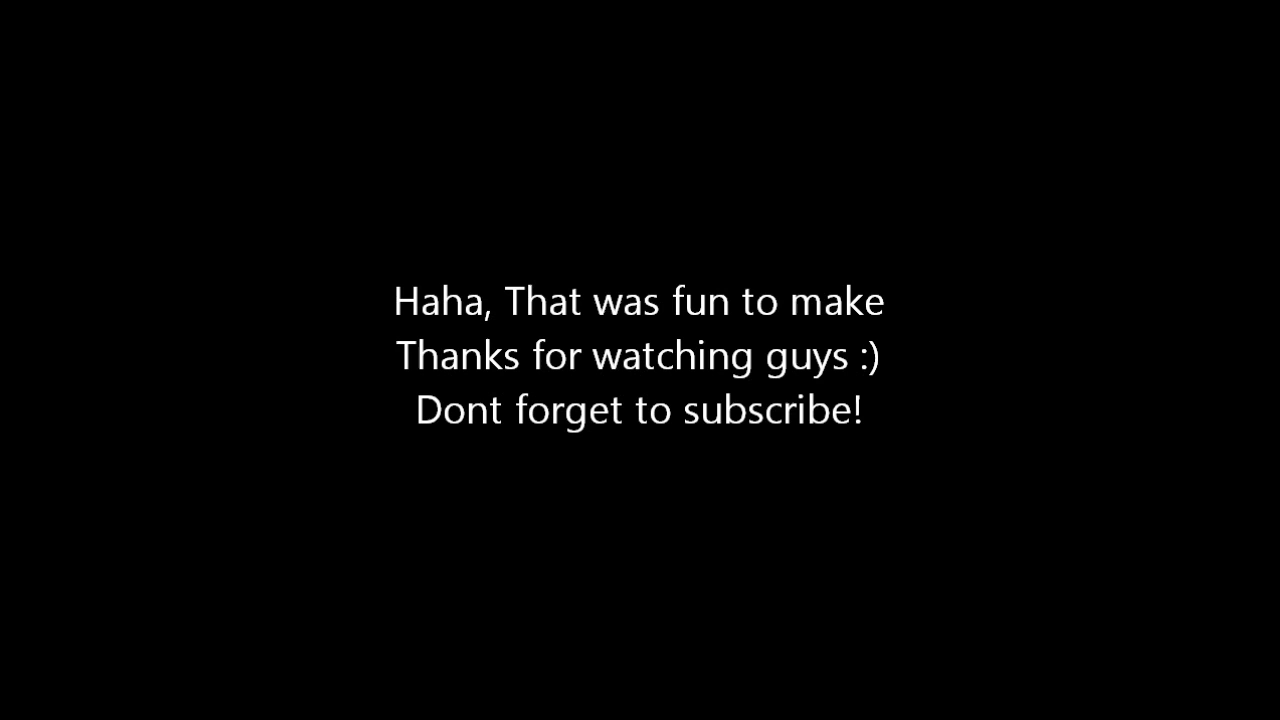 Haha, That was fun to make
Thanks for watching guys :)
Dont forget to subscribe!